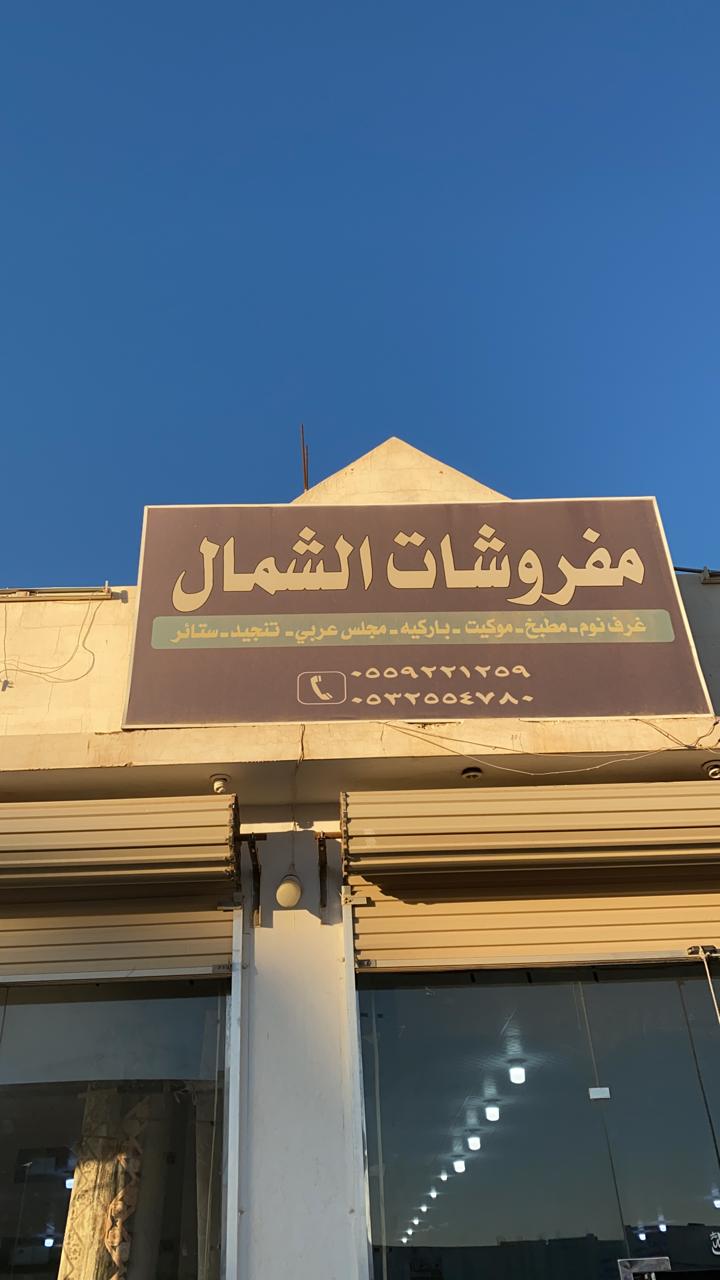 مفروشات الشمال
غرف نوم - مطبخ - موكيت - باركيه - مجلس عربي - تنجيد - ستائر
٠٥٥٩٢٢١٢٥٩
٠٥٣٢٥٥٤٧٨٠